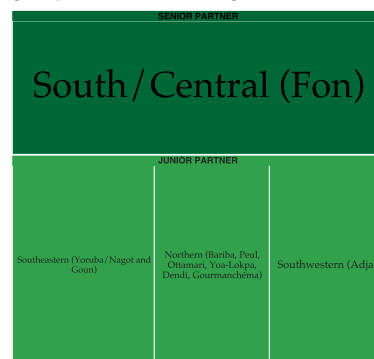 SENIOR PARTNER
South/Central (Fon)
JUNIOR PARTNER
Southeastern (Yoruba/Nagot and
Goun)
Northern (Bariba, Peul,
Ottamari, Yoa-Lokpa,
Dendi, Gourmanchéma)
Southwestern (Adja